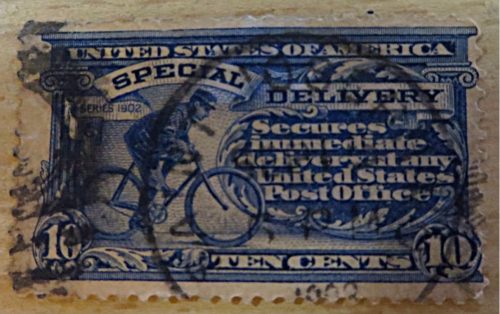 UNITED STATES OF AMERICA
SPECIAL DELIVERY
SERIES 1902
Secures
immediate
delivery at any
United States
Post Office
10 TEN CENTS 10